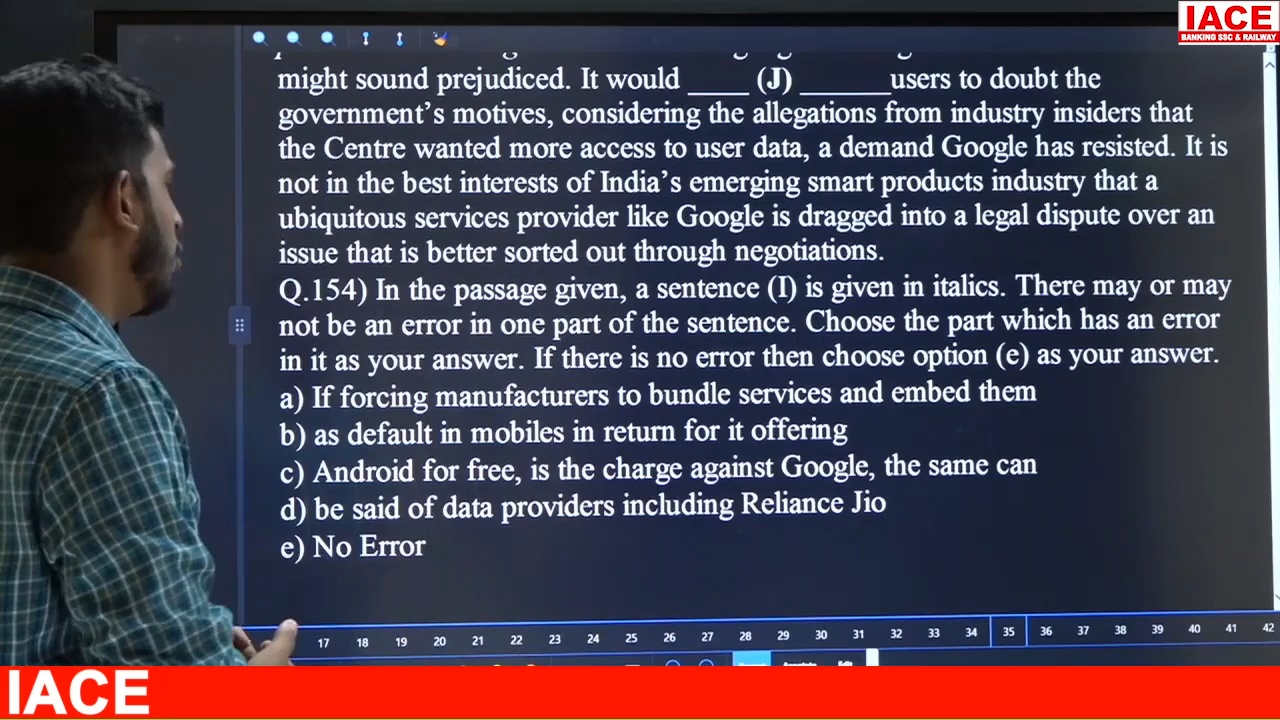 IACE
BANKING SSC & RAILWAY
might sound prejudiced. It would ____ (J) ______users to doubt the
government's motives, considering the allegations from industry insiders that
the Centre wanted more access to user data, a demand Google has resisted. It is
not in the best interests of India's emerging smart products industry that a
ubiquitous services provider like Google is dragged into a legal dispute over an
issue that is better sorted out through negotiations.
Q.154) In the passage given, a sentence (I) is given in italics. There may or may
not be an error in one part of the sentence. Choose the part which has an error
in it as your answer. If there is no error then choose option (e) as your answer.
a) If forcing manufacturers to bundle services and embed them
b) as default in mobiles in return for it offering
c) Android for free, is the charge against Google, the same can
d) be said of data providers including Reliance Jio
e) No Error
17 18 19 20 21 22 23 24 25 26 27 28 29 30 31 32 33 34 35 36 37 38 39 40 41 42
IACE